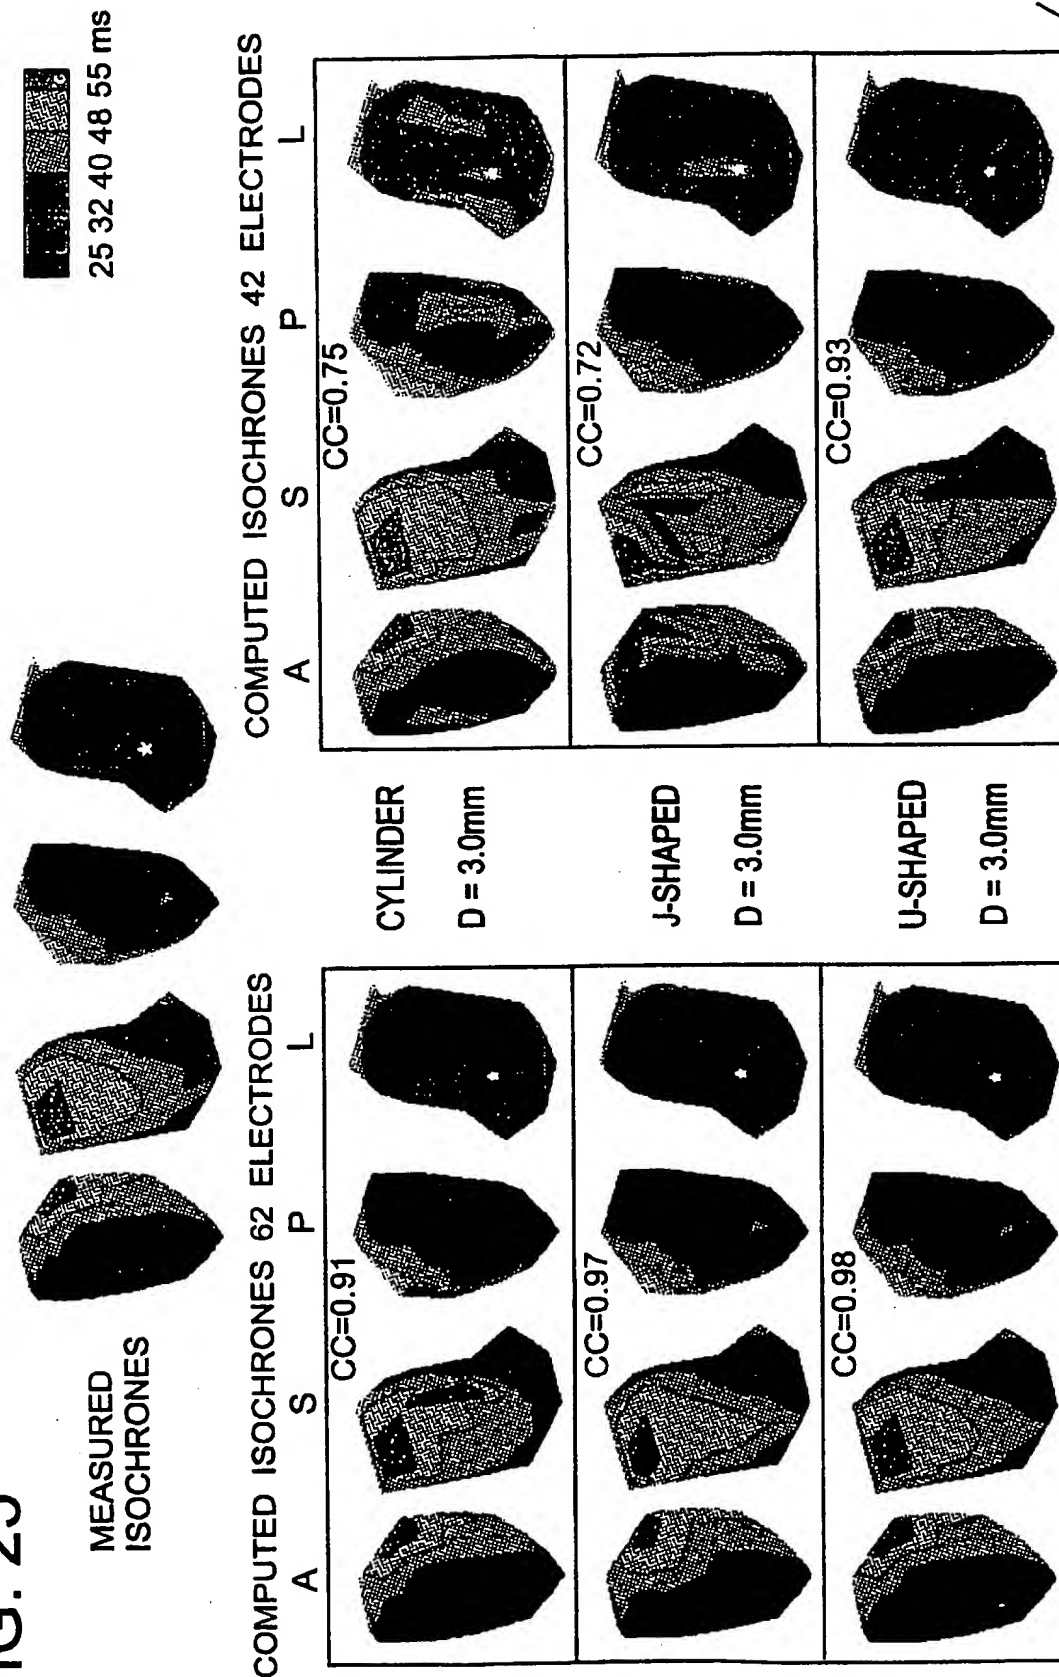 IG. 25
MEASURED
ISOCHRONES
25 32 40 48 55 ms
COMPUTED ISOCHRONES 62 ELECTRODES
A S P L
CC=0.91
CC=0.97
CC=0.98
CYLINDER
D = 3.0mm
J-SHAPED
D = 3.0mm
U-SHAPED
D = 3.0mm
COMPUTED ISOCHRONES 42 ELECTRODES
A S P L
CC=0.75
CC=0.72
CC=0.93